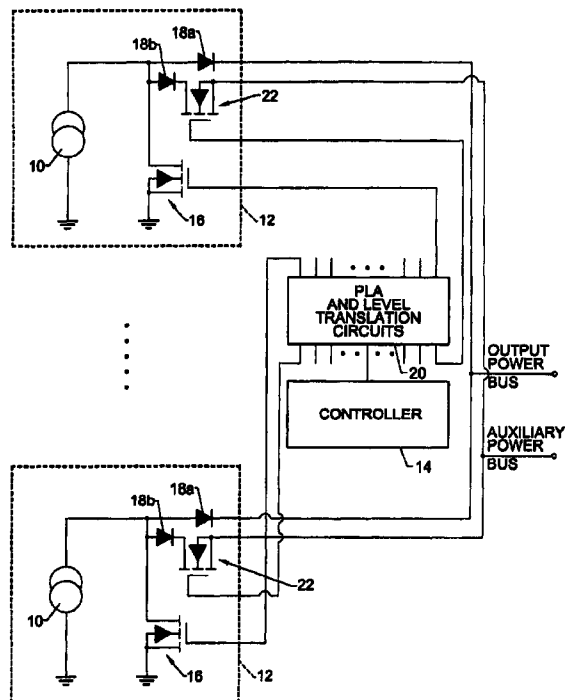 18b
18a
22
10
16
12
PLA
AND LEVEL
TRANSLATION
CIRCUITS
20
OUTPUT
POWER
BUS
CONTROLLER
14
AUXILIARY
POWER
BUS
18b
18a
22
10
16
12